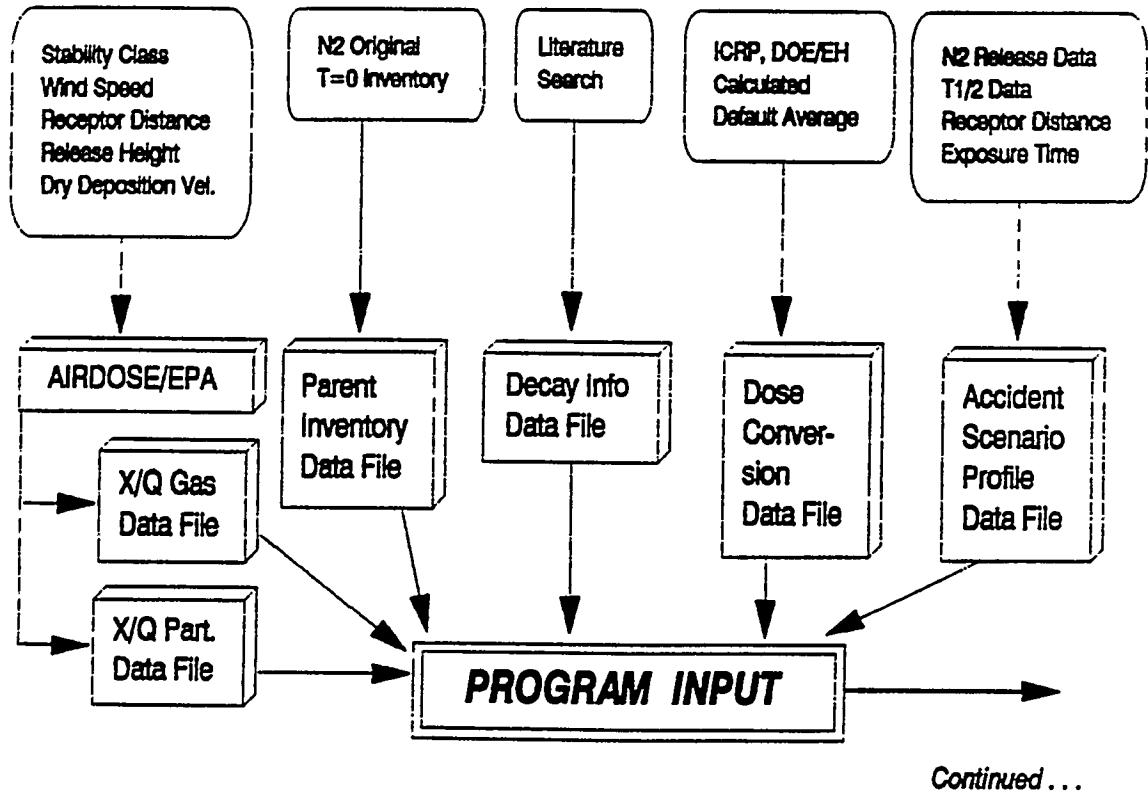 Stability Class
Wind Speed
Receptor Distance
Release Height
Dry Deposition Vel.
N2 Original
T=0 Inventory
Literature
Search
ICRP, DOE/EH
Calculated
Default Average
N2 Release Data
T1/2 Data
Receptor Distance
Exposure Time
AIRDOSE/EPA
X/Q Gas
Data File
X/Q Part.
Data File
Parent
Inventory
Data File
Decay Info
Data File
Dose
Conver-
sion
Data File
Accident
Scenario
Profile
Data File
PROGRAM INPUT
Continued . . .